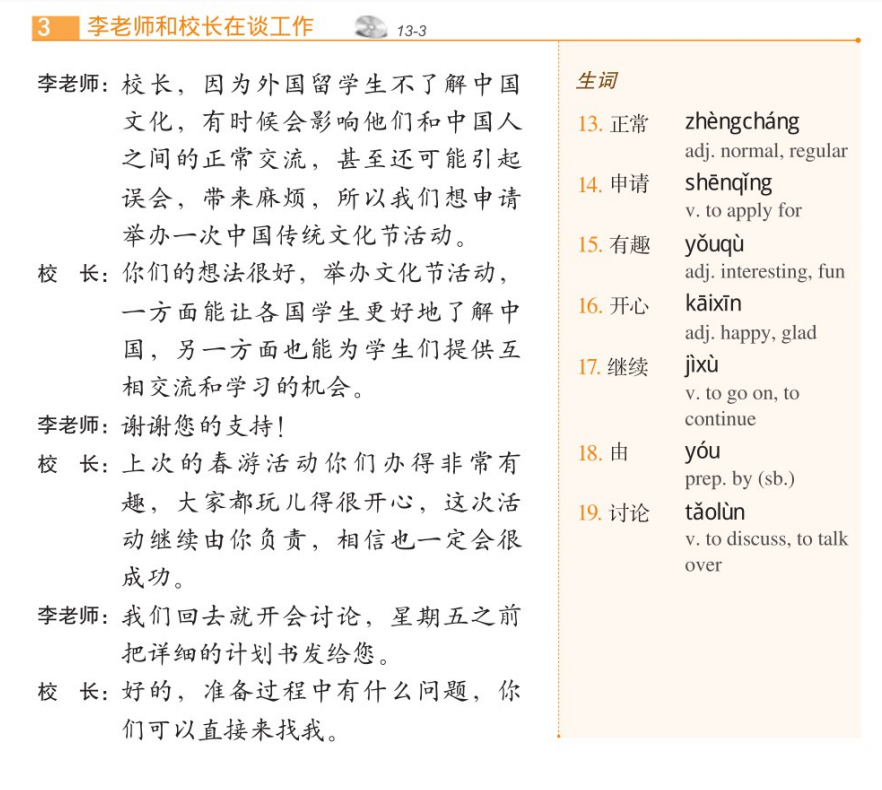 3 李老师和校长在谈工作 13-3
李老师：校长，因为外国留学生不了解中国
文化，有时候会影响他们和中国人
之间的正常交流，甚至还可能引起
误会，带来麻烦，所以我们想申请
举办一次中国传统文化节活动。
校 长：你们的想法很好，举办文化节活动，
一方面能让各国学生更好地了解中
国，另一方面也能为学生们提供互
相交流和学习的机会。
李老师：谢谢您的支持！
校 长：上次的春游活动你们办得非常有
趣，大家都玩儿得很开心，这次活
动继续由你负责，相信也一定会很
成功。
李老师：我们回去就开会讨论，星期五之前
把详细的计划书发给您。
校 长：好的，准备过程中有什么问题，你
们可以直接来找我。
生词
13. 正常 zhèngcháng
adj. normal, regular
14. 申请 shēnqǐng
v. to apply for
15. 有趣 yǒuqù
adj. interesting, fun
16. 开心 kāixīn
adj. happy, glad
17. 继续 jìxù
v. to go on, to
continue
18. 由 yóu
prep. by (sb.)
19. 讨论 tǎolùn
v. to discuss, to talk
over